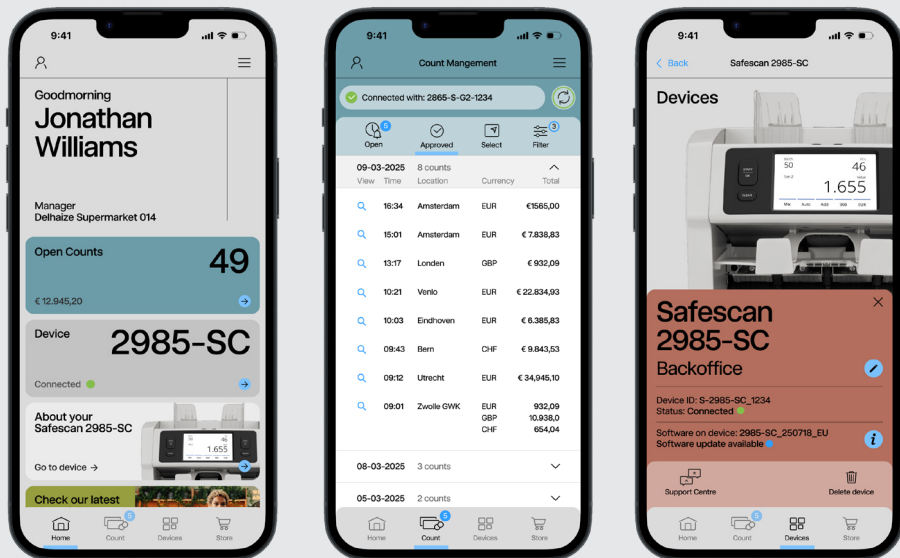 9:41
Goodmorning
Jonathan
Williams
Manager
Delhaize Supermarket 014
Open Counts
49
€ 12.945,20
Device
2985-SC
Connected
About your
Safescan 2985-SC
50
46
1.655
Go to device →
Check our latest
Home
5
Count
Devices
Store
9:41
Count Mangement
Connected with: 2865-S-G2-1234
5
3
Open
Approved
Select
Filter
09-03-2025 8 counts
View Time Location Currency Total
16:34 Amsterdam EUR €1565,00
15:01 Amsterdam EUR € 7.838,83
13:17 Londen GBP € 932,09
10:21 Venlo EUR € 22.834,93
10:03 Eindhoven EUR € 6.385,83
09:43 Bern CHF € 9.843,53
09:12 Utrecht EUR € 34,945,10
09:01 Zwolle GWK EUR 932,09
GBP 10.938,0
CHF 654,04
08-03-2025 3 counts
05-03-2025 2 counts
Home
5
Count
Devices
Store
9:41
Back
Safescan 2985-SC
Devices
START
50
46
1.655
Safescan
2985-SC
Backoffice
Device ID: S-2985-SC_1234
Status: Connected
Software on device: 2985-SC_250718_EU
Software update available
i
Support Centre
Delete device
Home
5
Count
Devices
Store